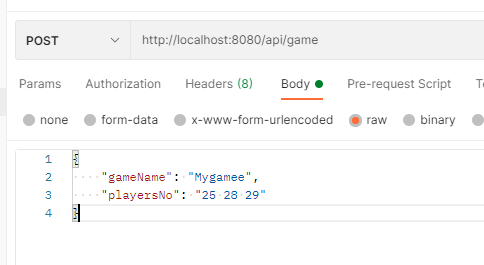 POST http://localhost:8080/api/game
Params Authorization Headers (8) Body Pre-request Script
none form-data x-www-form-urlencoded raw binary
1 {
2 "gameName": "Mygamee",
3 "playersNo": "25 28 29"
4 }